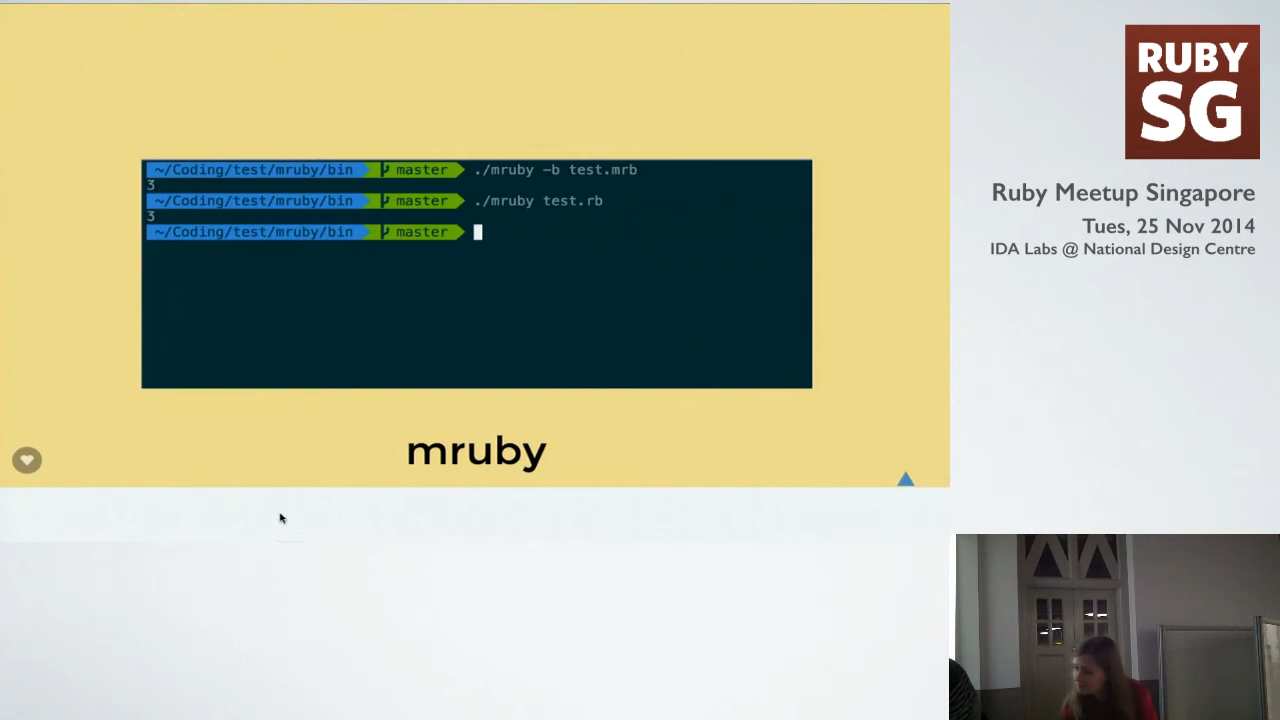 ~/Coding/test/mruby/bin master ./mruby -b test.mrb
3
~/Coding/test/mruby/bin master ./mruby test.rb
3
~/Coding/test/mruby/bin master
mruby
RUBY
SG
Ruby Meetup Singapore
Tues, 25 Nov 2014
IDA Labs @ National Design Centre